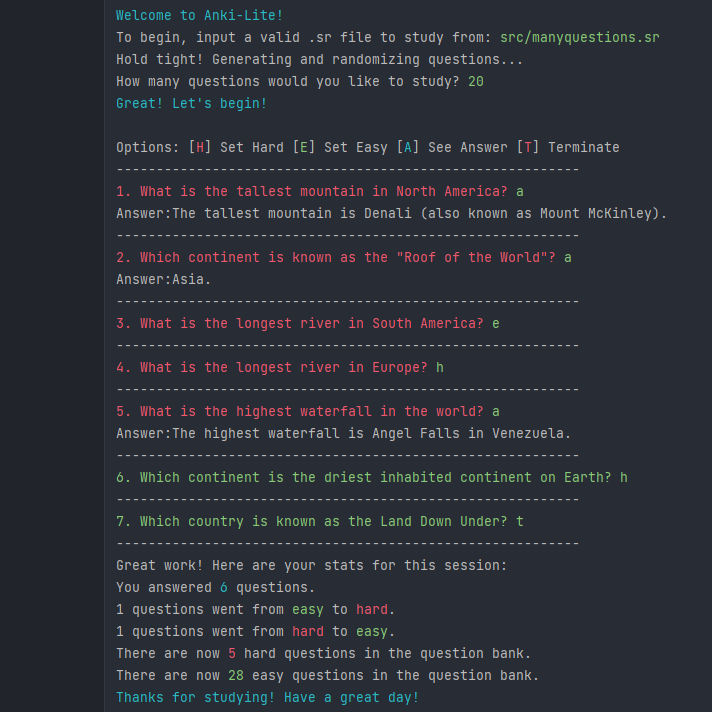 Welcome to Anki-Lite!
To begin, input a valid .sr file to study from: src/manyquestions.sr
Hold tight! Generating and randomizing questions...
How many questions would you like to study? 20
Great! Let's begin!
Options: [H] Set Hard [E] Set Easy [A] See Answer [T] Terminate
----------------------------------------------------------
1. What is the tallest mountain in North America? a
Answer:The tallest mountain is Denali (also known as Mount McKinley).
----------------------------------------------------------
2. Which continent is known as the "Roof of the World"? a
Answer:Asia.
----------------------------------------------------------
3. What is the longest river in South America? e
----------------------------------------------------------
4. What is the longest river in Europe? h
----------------------------------------------------------
5. What is the highest waterfall in the world? a
Answer:The highest waterfall is Angel Falls in Venezuela.
----------------------------------------------------------
6. Which continent is the driest inhabited continent on Earth? h
----------------------------------------------------------
7. Which country is known as the Land Down Under? t
----------------------------------------------------------
Great work! Here are your stats for this session:
You answered 6 questions.
1 questions went from easy to hard.
1 questions went from hard to easy.
There are now 5 hard questions in the question bank.
There are now 28 easy questions in the question bank.
Thanks for studying! Have a great day!